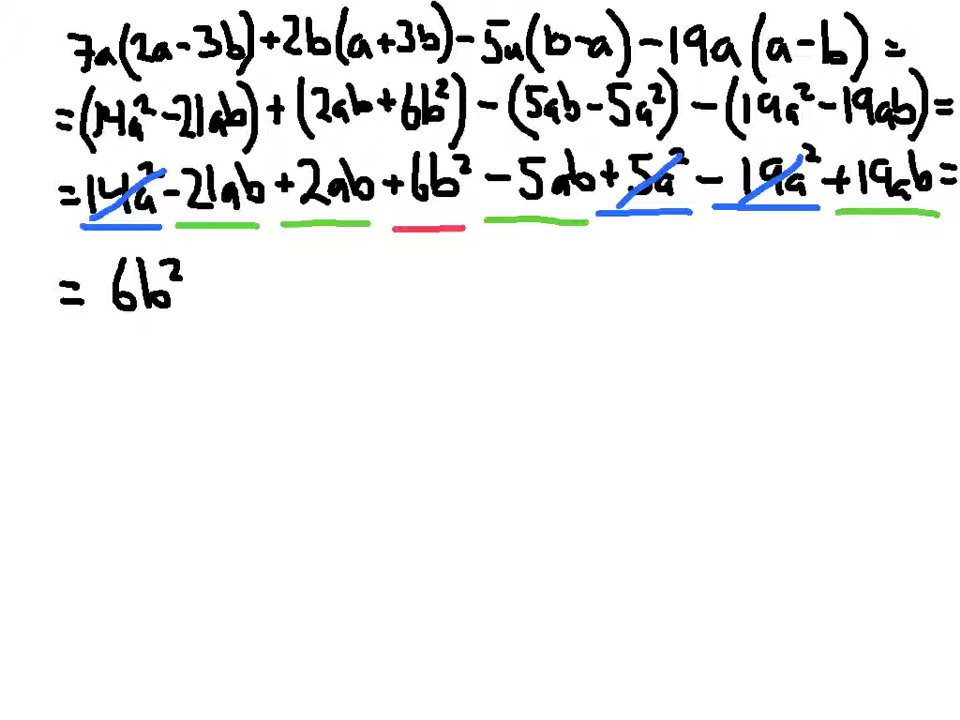 7a(2a-3b)+2b(a+3b)-5a(b-a)-19a(a-b)=
=(14a²-21ab)+(2ab+6b²)-(5ab-5a²)-(19a²-19ab)=
=14a²-21ab+2ab+6b²-5ab+5a²-19a²+19ab=
=6b²